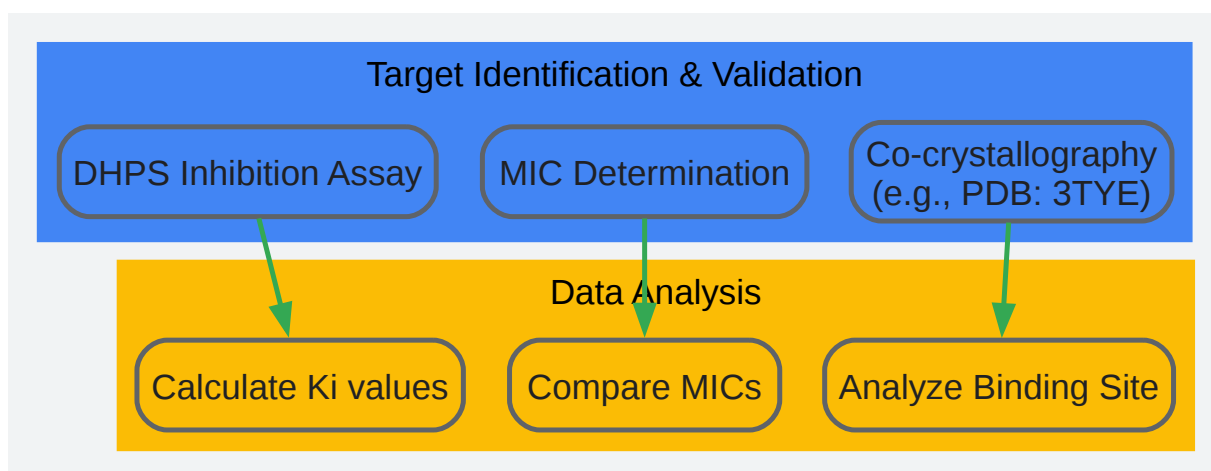 Target Identification & Validation
DHPS Inhibition Assay
MIC Determination
Co-crystallography
(e.g., PDB: 3TYE)
Data Analysis
Calculate Ki values
Compare MICs
Analyze Binding Site